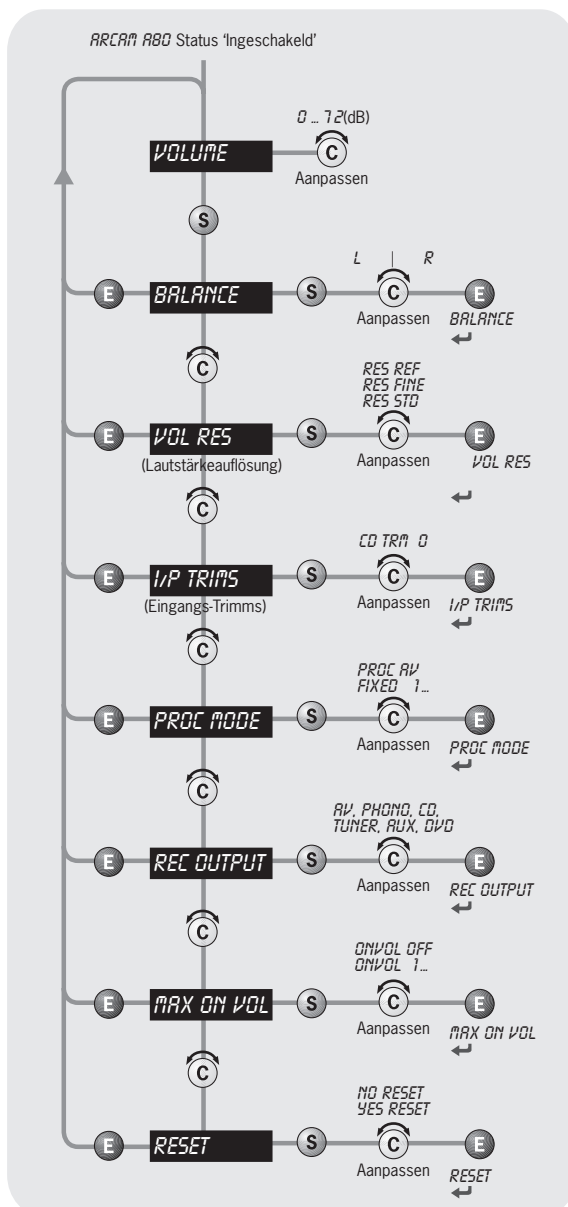 ARCAM A80 Status ‘Ingeschakeld’
0 ... 72(dB)
VOLUME
C
Aanpassen
S
L | R
E
BALANCE
S
C
E
Aanpassen
BALANCE
C
RES REF
RES FINE
RES STD
E
VOL RES
S
C
E
(Lautstärkeauflösung)
Aanpassen
VOL RES
C
CD TRM 0
E
I/P TRIMS
S
C
E
(Eingangs-Trimms)
Aanpassen
I/P TRIMS
C
PROC AV
FIXED 1...
E
PROC MODE
S
C
E
Aanpassen
PROC MODE
C
AV, PHONO, CD,
TUNER, AUX, DVD
E
REC OUTPUT
S
C
E
Aanpassen
REC OUTPUT
C
ONVOL OFF
ONVOL 1...
E
MAX ON VOL
S
C
E
Aanpassen
MAX ON VOL
C
NO RESET
YES RESET
E
RESET
S
C
E
Aanpassen
RESET